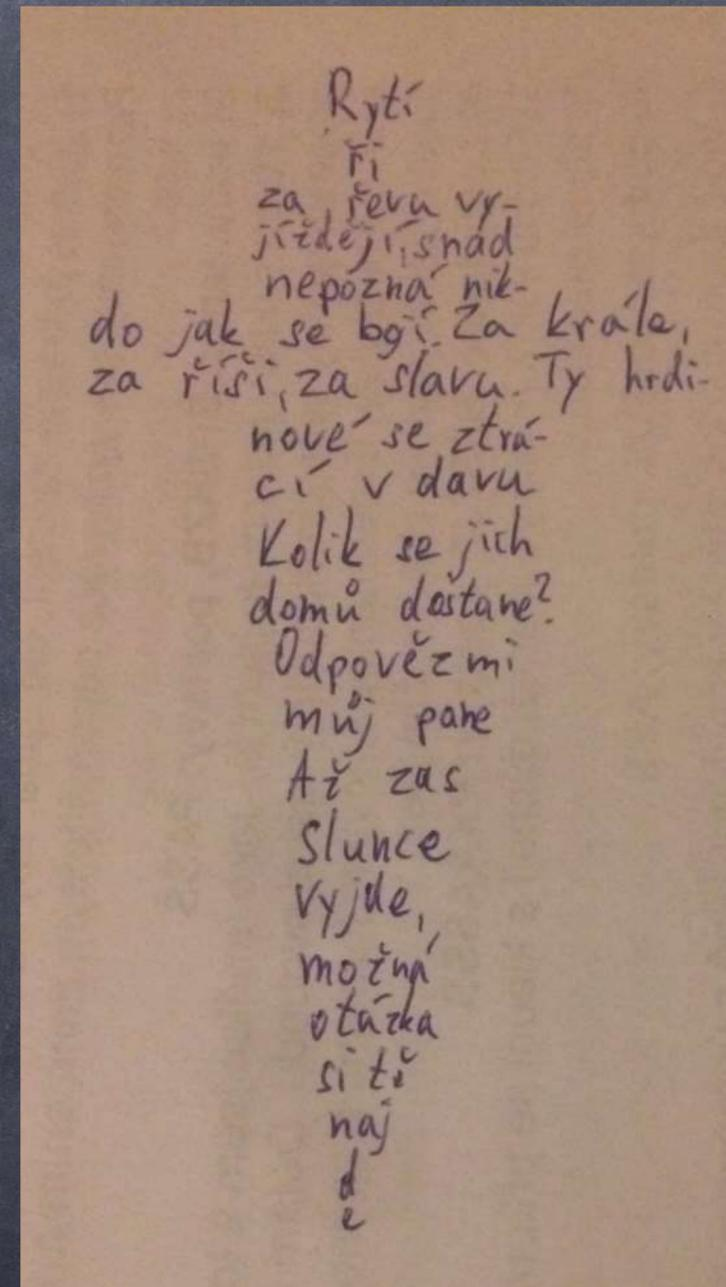 Rytí
ři
za řevu vy-
jíždějí, snad
nepozná nik-
do jak se bojí. Za krále,
za říši, za slávu. Ty hrdi-
nové se ztrá-
cí v davu
Kolik se jich
domů dostane?
Odpověz mi
můj pane
Až zas
slunce
vyjde,
možná
otázka
si tě
naj
d
e